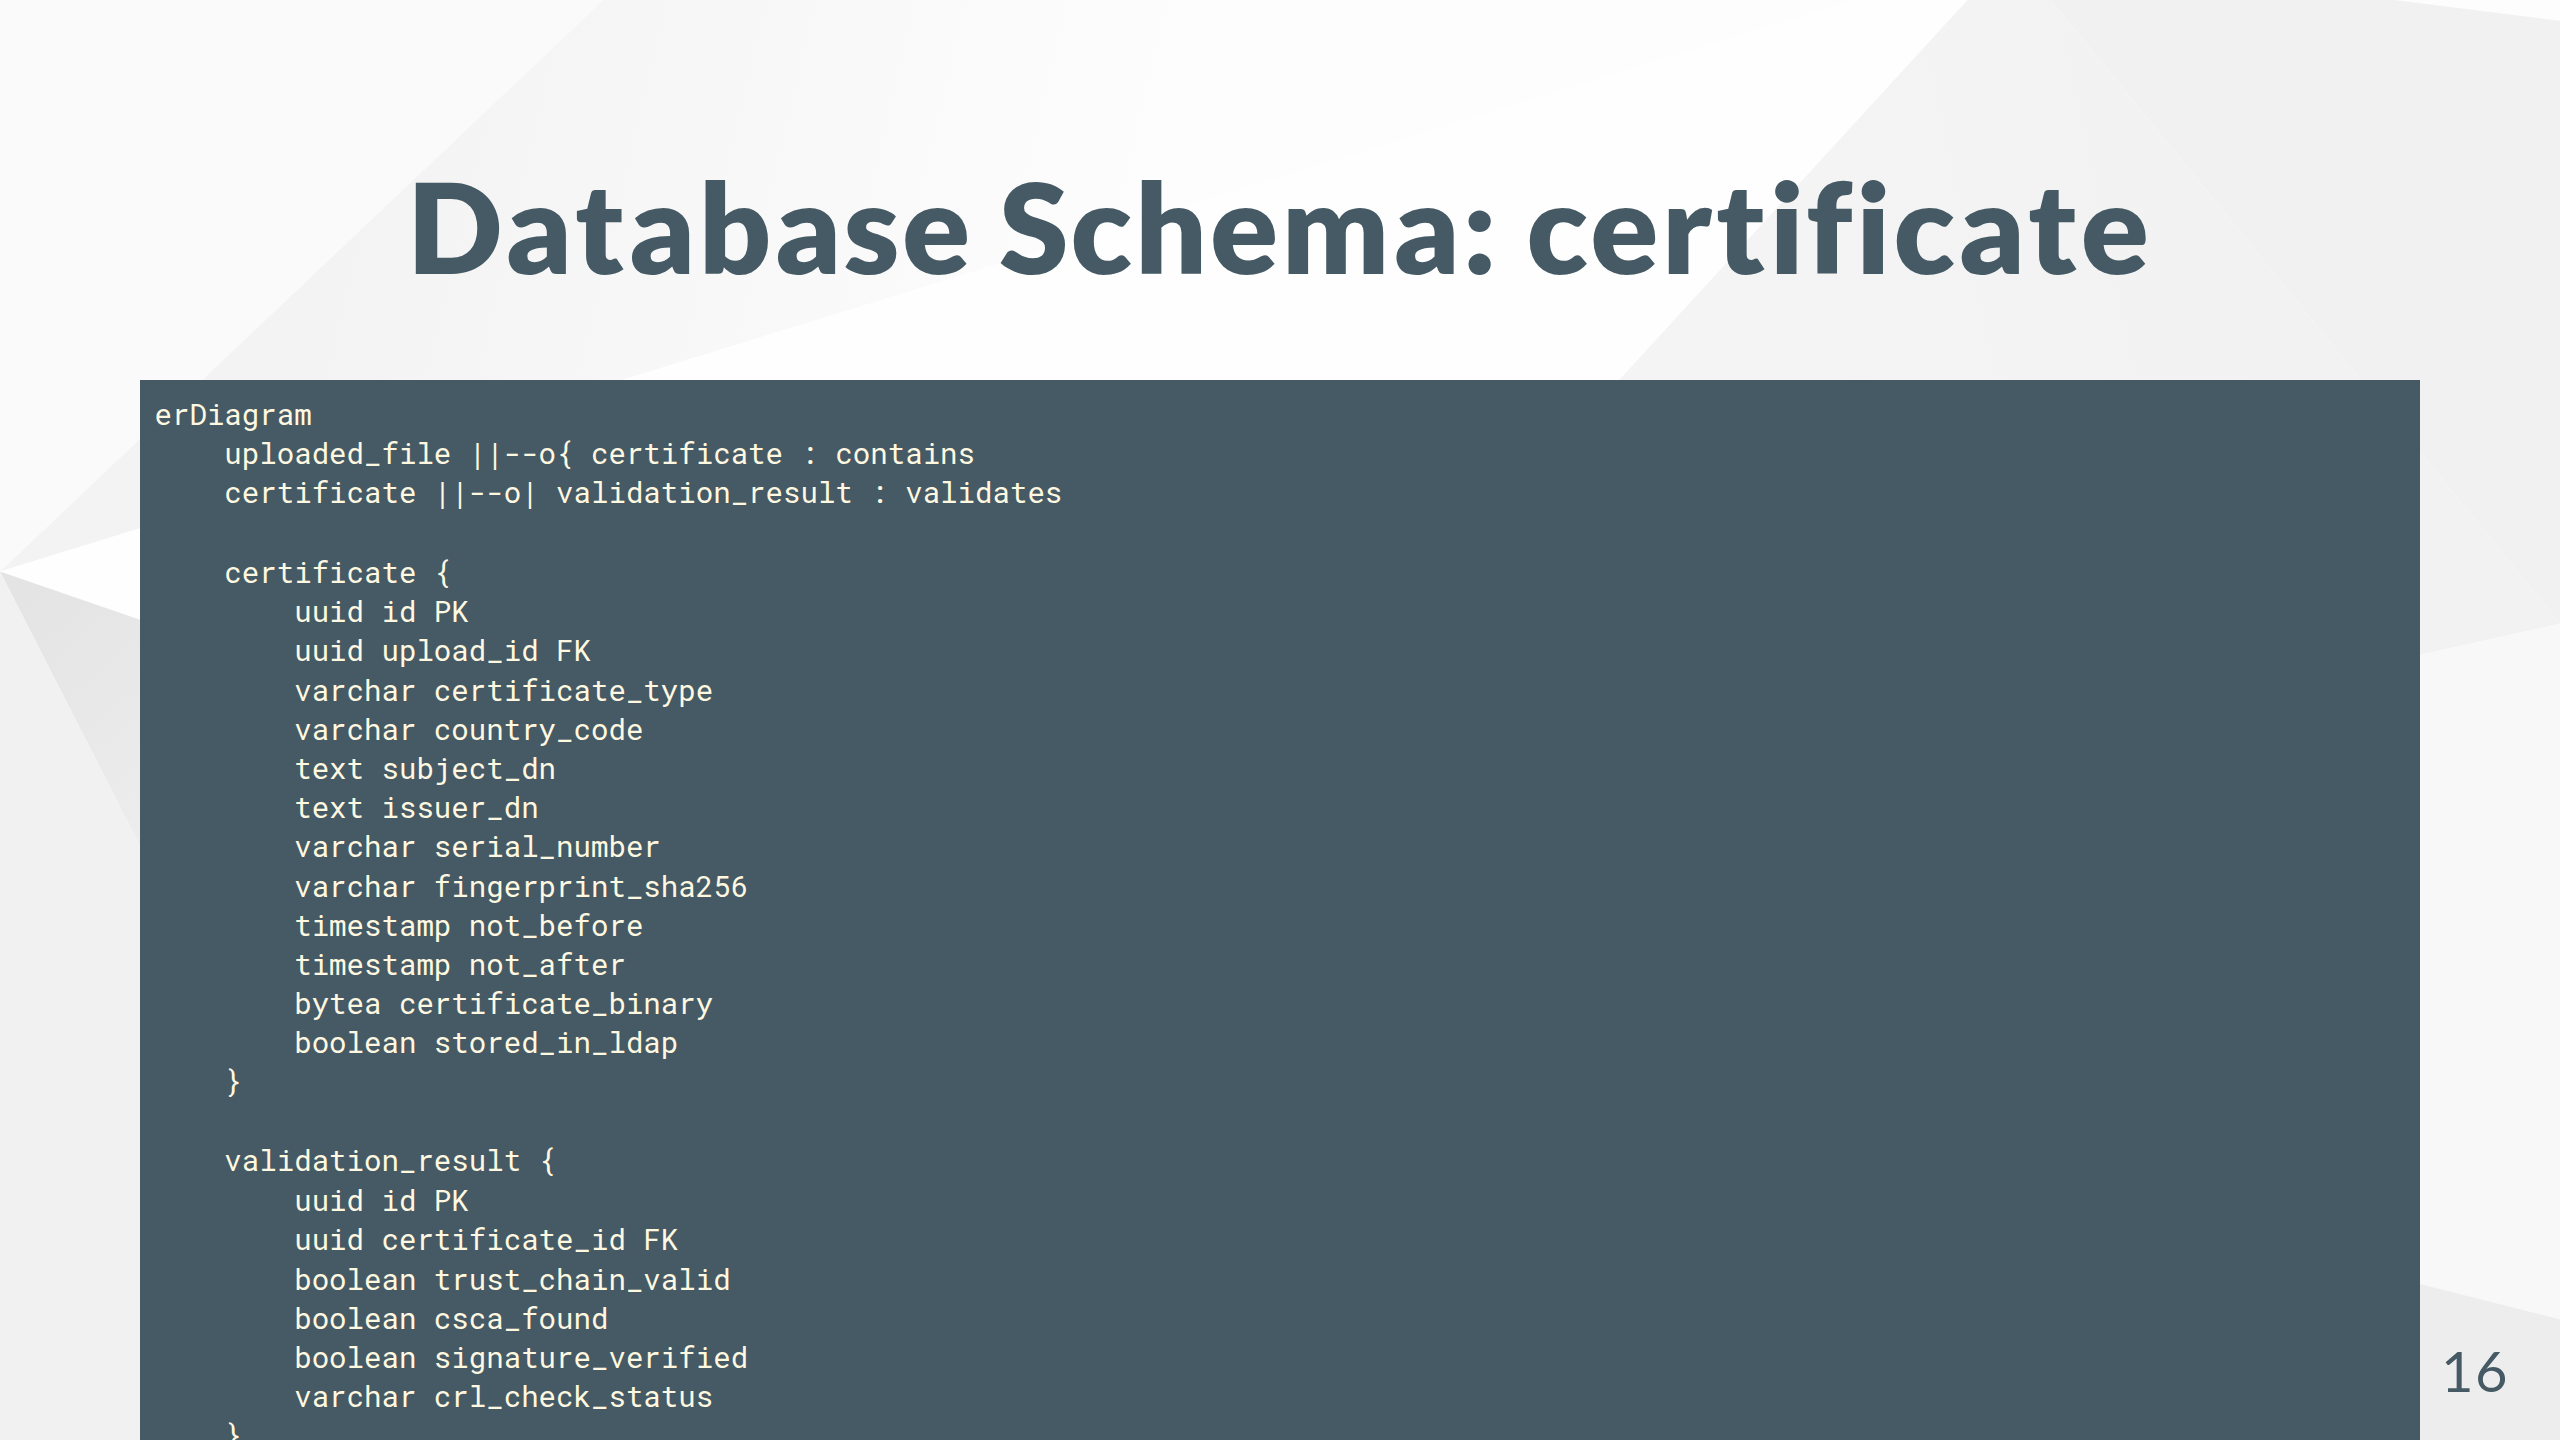 Database Schema: certificate
erDiagram
    uploaded_file ||--o{ certificate : contains
    certificate ||--o| validation_result : validates

    certificate {
        uuid id PK
        uuid upload_id FK
        varchar certificate_type
        varchar country_code
        text subject_dn
        text issuer_dn
        varchar serial_number
        varchar fingerprint_sha256
        timestamp not_before
        timestamp not_after
        bytea certificate_binary
        boolean stored_in_ldap
    }

    validation_result {
        uuid id PK
        uuid certificate_id FK
        boolean trust_chain_valid
        boolean csca_found
        boolean signature_verified
        varchar crl_check_status
    }
16